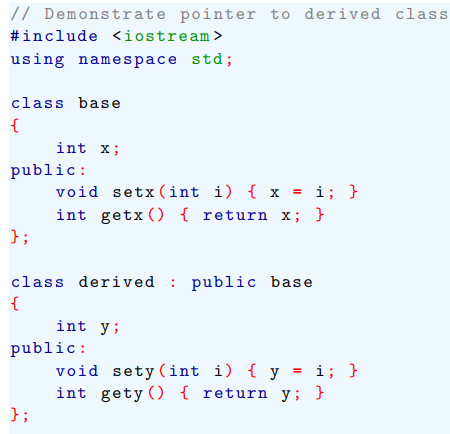 // Demonstrate pointer to derived class
#include <iostream>
using namespace std;
class base
{
int x;
public:
void setx(int i) { x = i; }
int getx() { return x; }
};
class derived : public base
{
int y;
public:
void sety(int i) { y = i; }
int gety() { return y; }
};